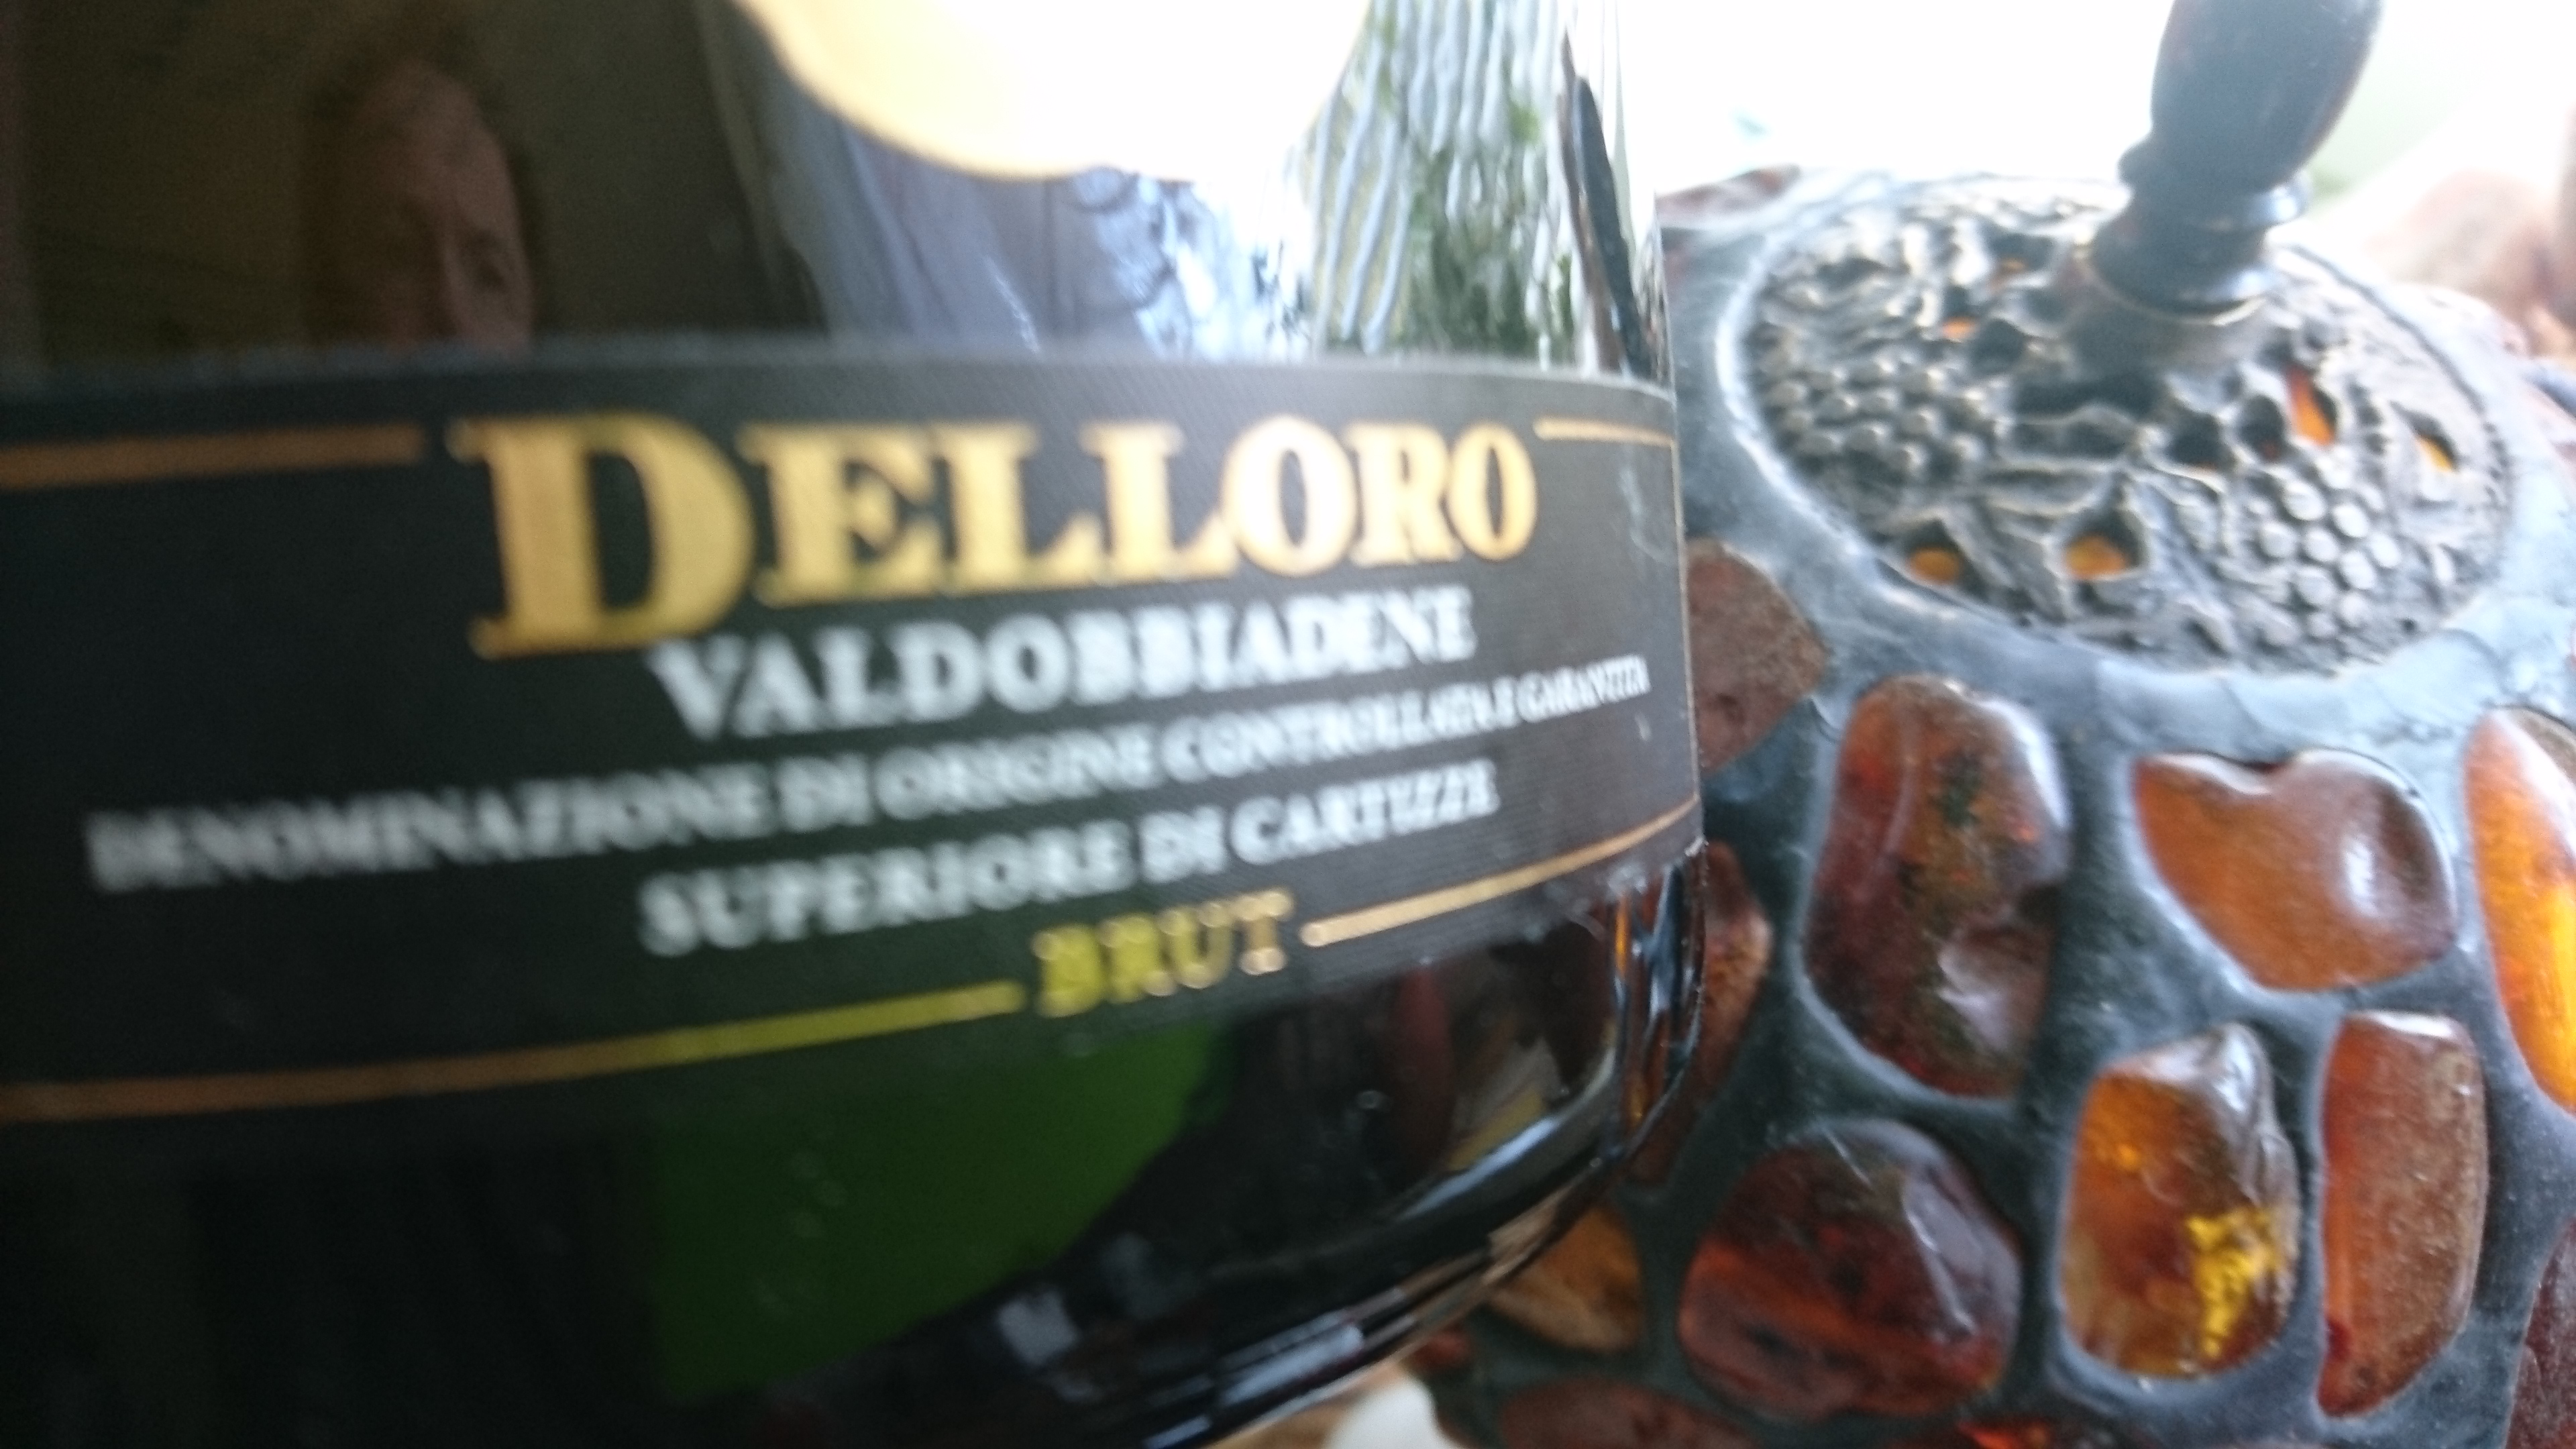 DELLORO
VALDOBBIADENE
DENOMINAZIONE DI ORIGINE CONTROLLATA E GARANTITA
SUPERIORE DI CARTIZZE
BRUT